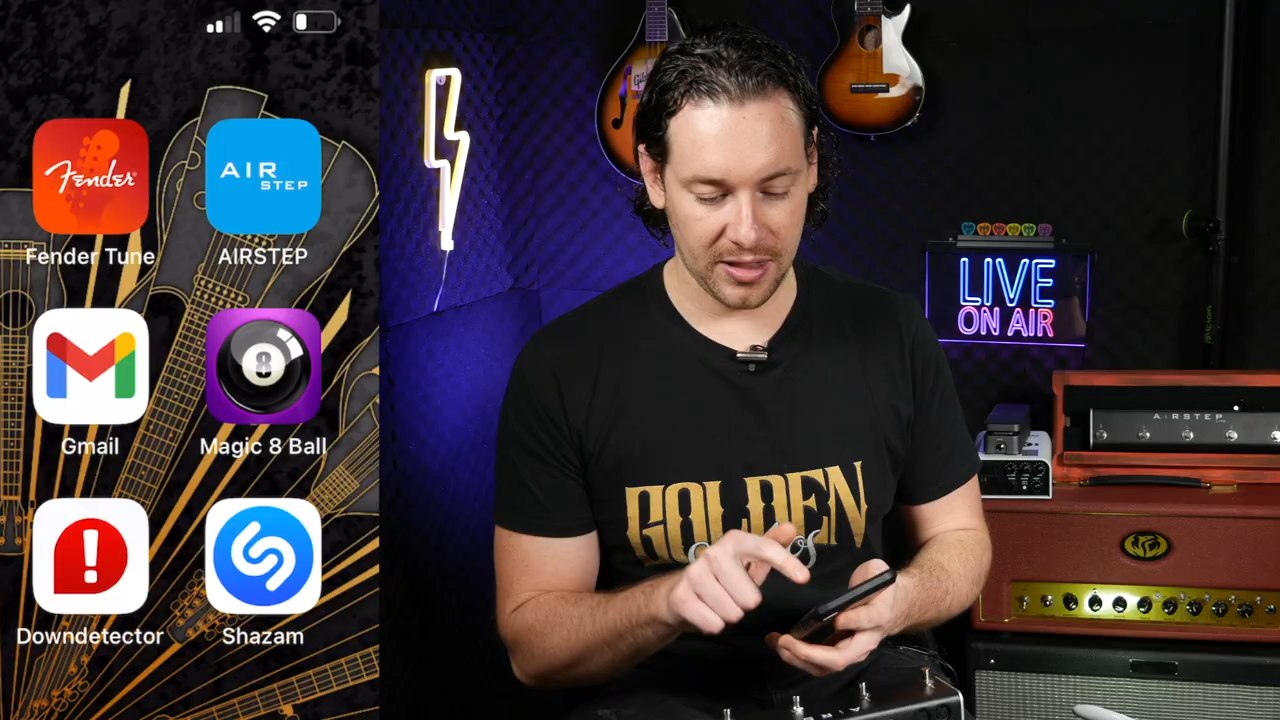 Fender
Fender Tune
AIR
STEP
AIRSTEP
Gmail
8
Magic 8 Ball
!
Downdetector
Shazam
LIVE
ON AIR
AIRSTEP
GOLDEN